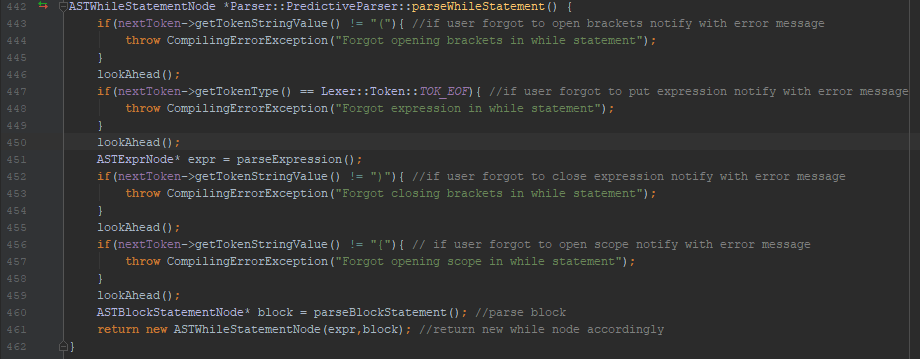 442 ASTWhileStatementNode *Parser::PredictiveParser::parseWhileStatement() {
443 if(nextToken->getTokenStringValue() != "("){ //if user forgot to open brackets notify with error message
444 throw CompilingErrorException("Forgot opening brackets in while statement");
445 }
446 lookAhead();
447 if(nextToken->getTokenType() == Lexer::Token::TOK_EOF){ //if user forgot to put expression notify with error message
448 throw CompilingErrorException("Forgot expression in while statement");
449 }
450 lookAhead();
451 ASTExprNode* expr = parseExpression();
452 if(nextToken->getTokenStringValue() != ")"){ //if user forgot to close expression notify with error message
453 throw CompilingErrorException("Forgot closing brackets in while statement");
454 }
455 lookAhead();
456 if(nextToken->getTokenStringValue() != "{"){ // if user forgot to open scope notify with error message
457 throw CompilingErrorException("Forgot opening scope in while statement");
458 }
459 lookAhead();
460 ASTBlockStatementNode* block = parseBlockStatement(); //parse block
461 return new ASTWhileStatementNode(expr,block); //return new while node accordingly
462 }